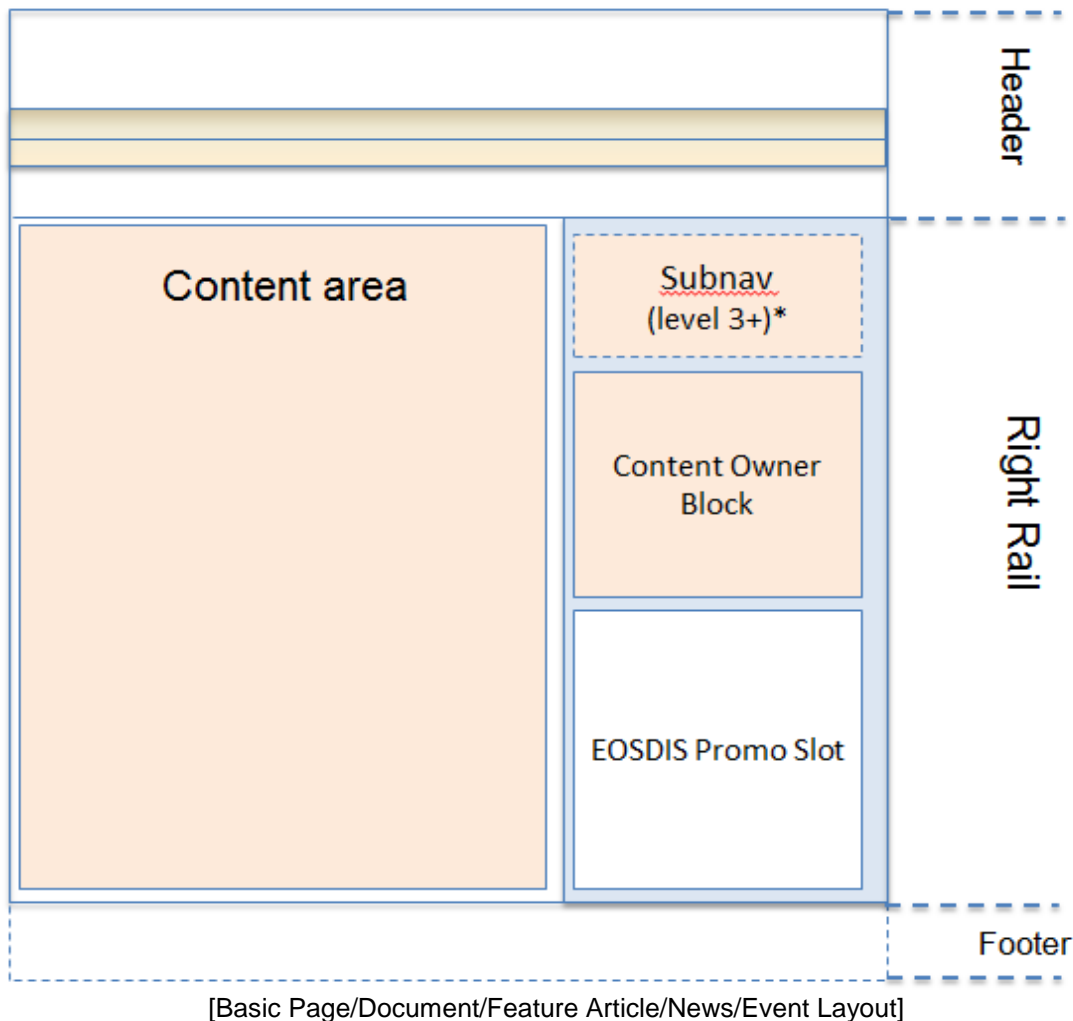 Header
Content area
Subnav
(level 3+)*
Content Owner
Block
Right Rail
EOSDIS Promo Slot
Footer
[Basic Page/Document/Feature Article/News/Event Layout]